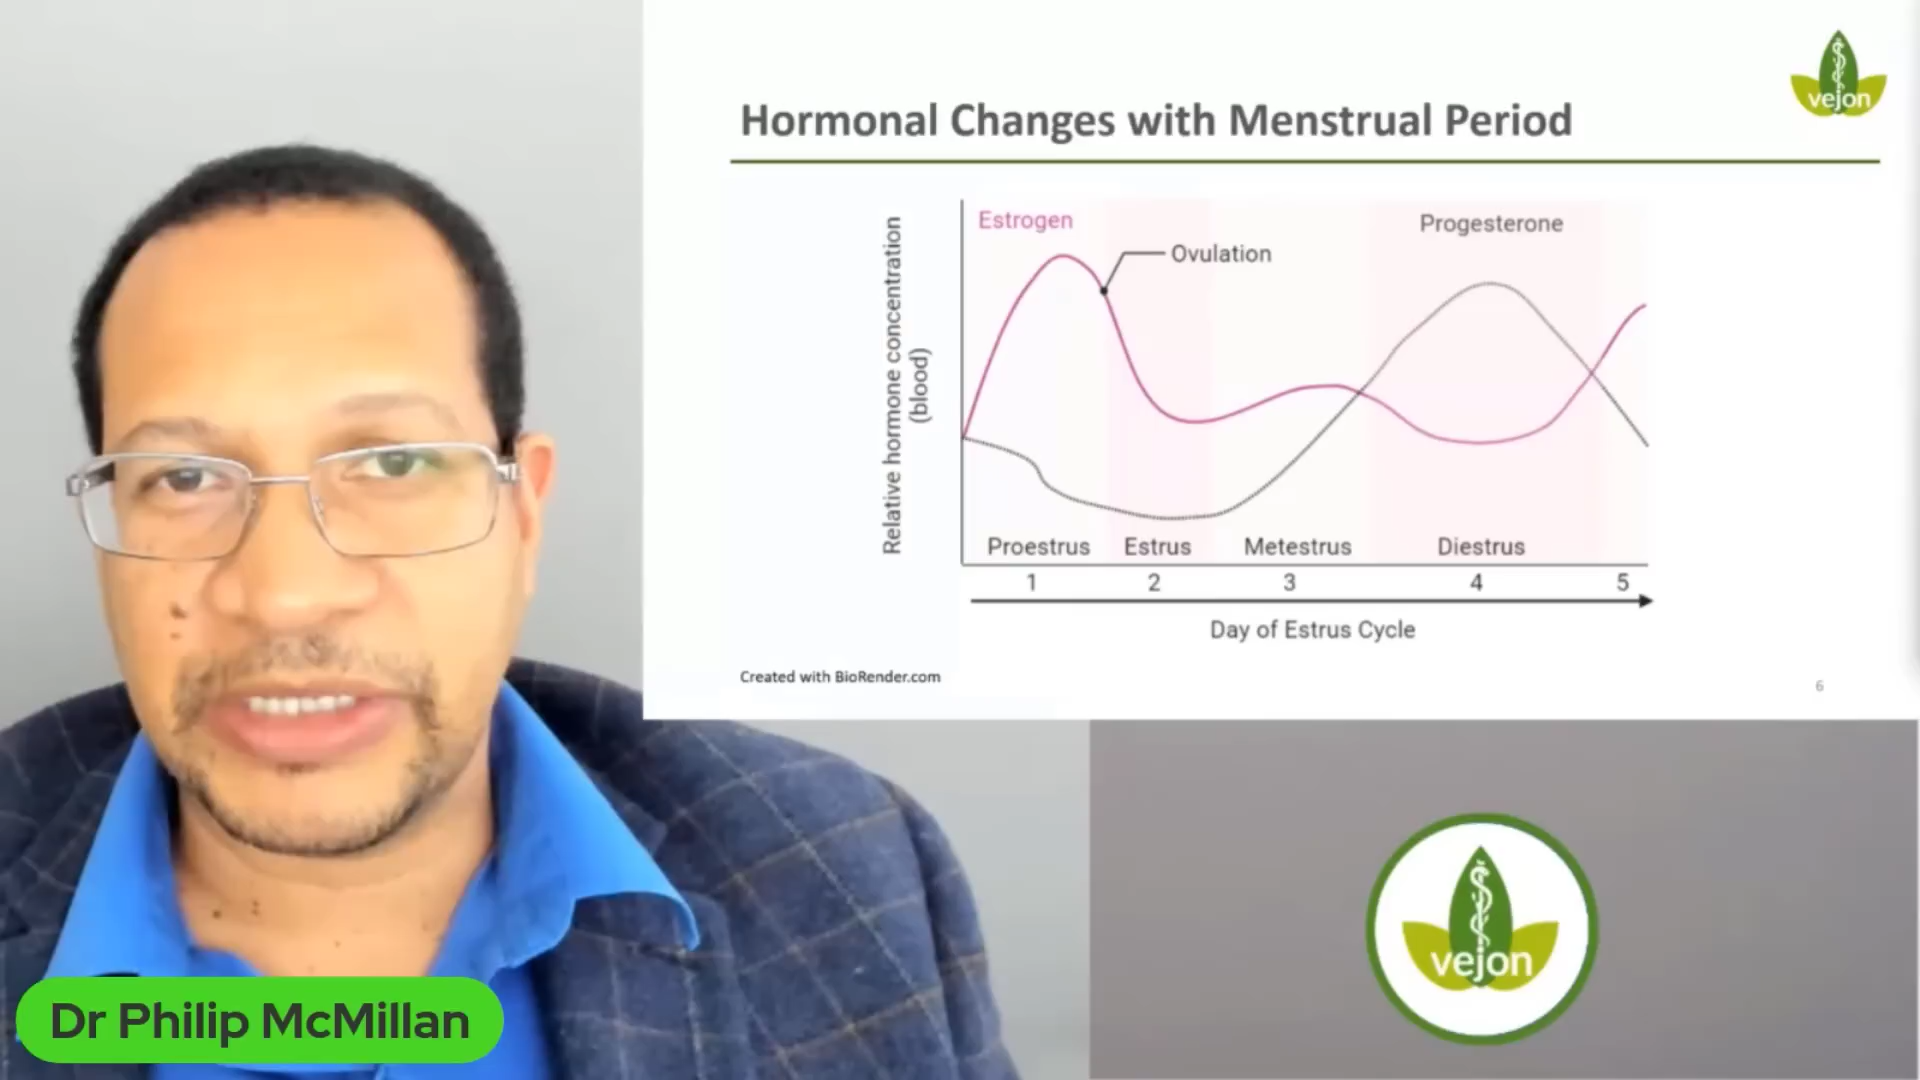 Hormonal Changes with Menstrual Period
vejon
Estrogen
Progesterone
Ovulation
Relative hormone concentration
(blood)
Proestrus Estrus Metestrus Diestrus
1 2 3 4 5
Day of Estrus Cycle
Created with BioRender.com
6
vejon
Dr Philip McMillan